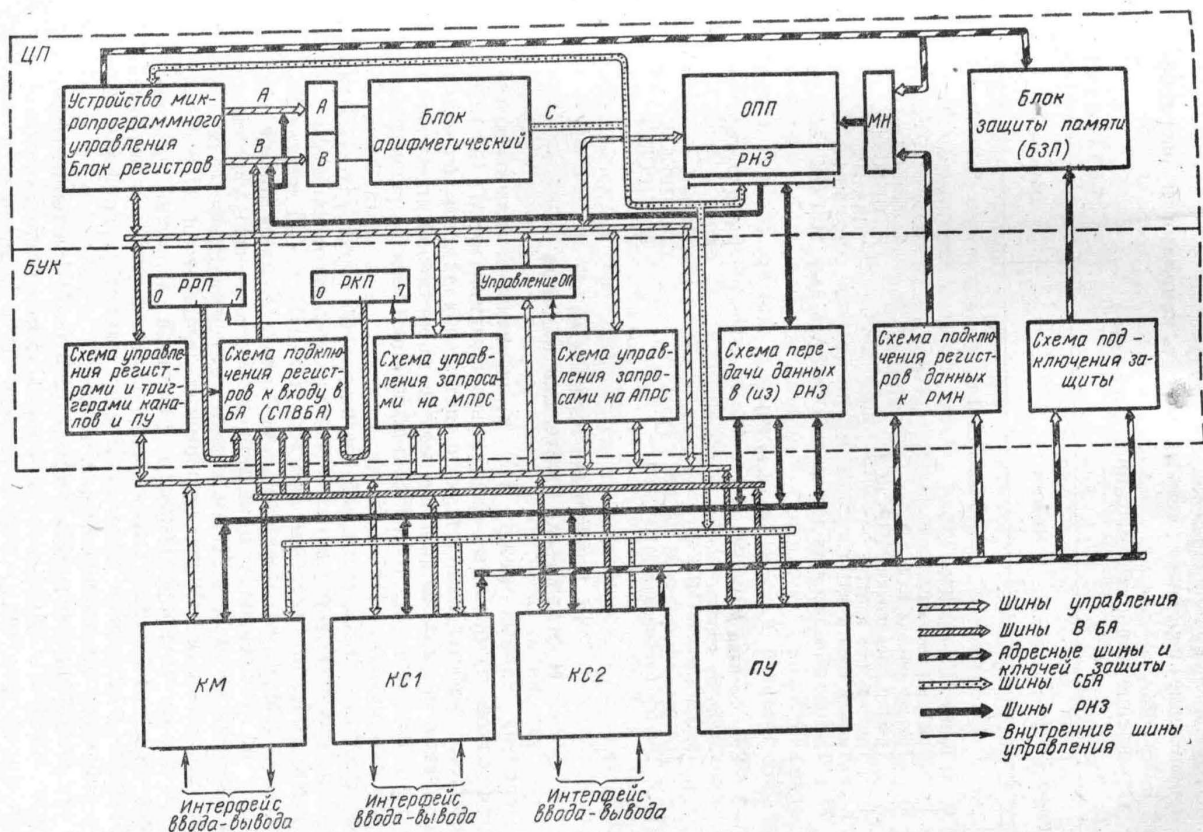 ЦП
Устройство мик-
ропрограммного
управления
Блок регистров
А
В
А
В
Блок
арифметический
С
ОПП
РНЗ
МН
Блок
защиты памяти
(БЗП)
БУК
РРП
0 7
РКП
0 7
Управление ОП
Схема управле-
ния регист-
рами и триг-
герами кана-
лов и ПУ
Схема подклю-
чения регист-
ров к входу в
БА (СПВБА)
Схема управ-
ления запроса-
ми на МПРС
Схема управ-
ления запро-
сами на АПРС
Схема пере-
дачи данных
в (из) РНЗ
Схема подклю-
чения регист-
ров данных
к РМН
Схема под-
ключения за-
щиты
КМ
КС1
КС2
ПУ
Шины управления
Шины В БА
Адресные шины и
ключей защиты
Шины СБА
Шины РНЗ
Внутренние шины
управления
Интерфейс
ввода-вывода
Интерфейс
ввода-вывода
Интерфейс
ввода-вывода